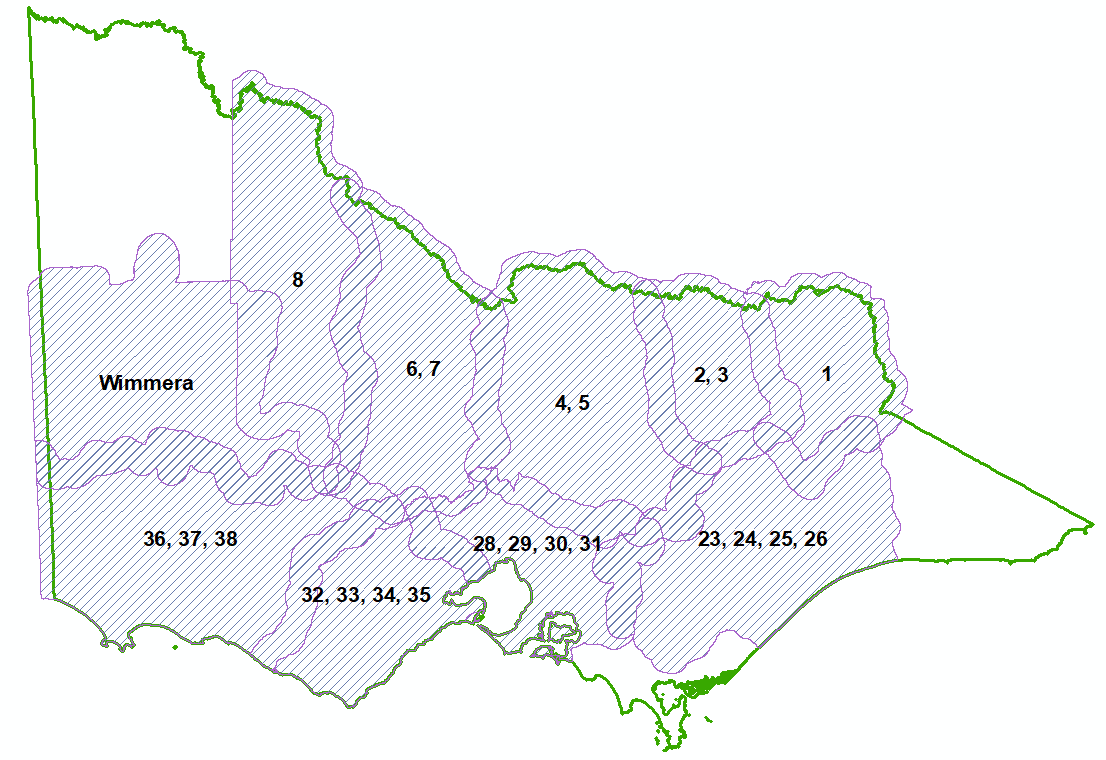 8
6, 7
2, 3
1
Wimmera
4, 5
36, 37, 38
28, 29, 30, 31
23, 24, 25, 26
32, 33, 34, 35